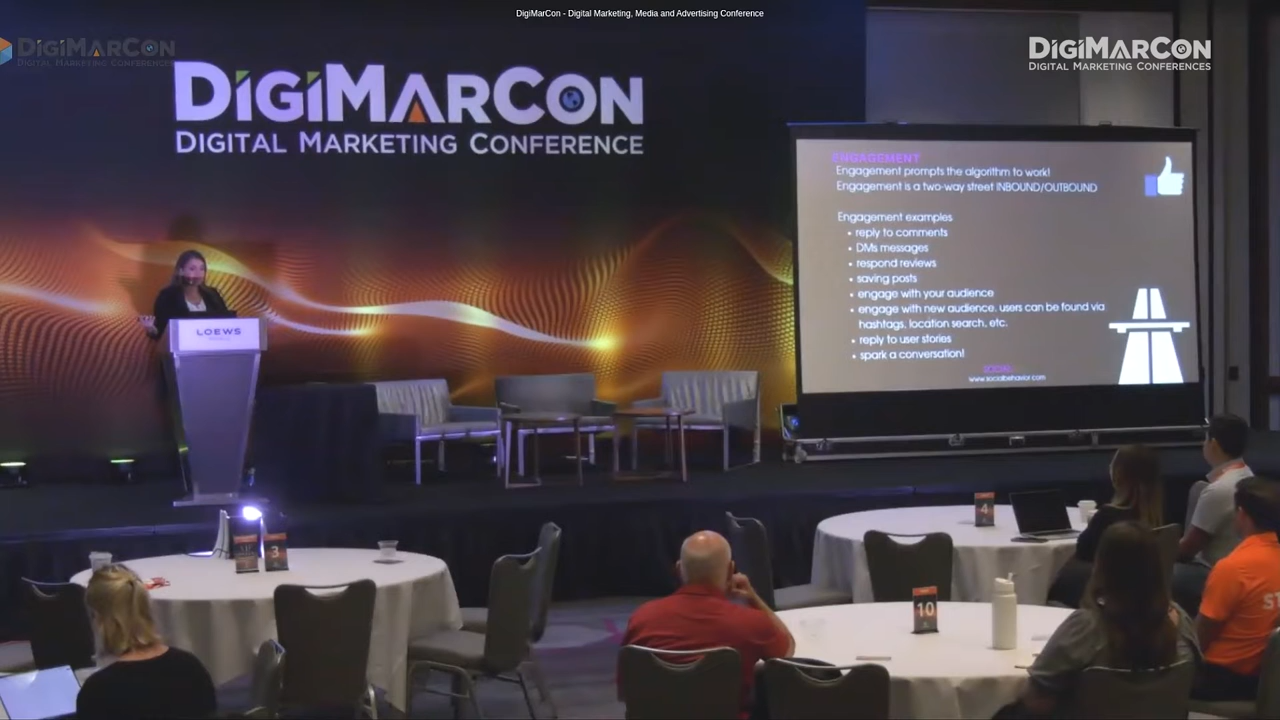 DigiMarCon - Digital Marketing, Media and Advertising Conference
DiGiMARCON
DIGITAL MARKETING CONFERENCES
DiGiMARCON
DIGITAL MARKETING CONFERENCES
DiGiMARCON
DIGITAL MARKETING CONFERENCE
ENGAGEMENT
Engagement prompts the algorithm to work!
Engagement is a two-way street INBOUND/OUTBOUND
Engagement examples
• reply to comments
• DMs messages
• respond reviews
• saving posts
• engage with your audience
• engage with new audience. users can be found via
hashtags, location search, etc.
• reply to user stories
• spark a conversation!
SOCIAL
www.socialbehavior.com
LOEWS
4
3
10